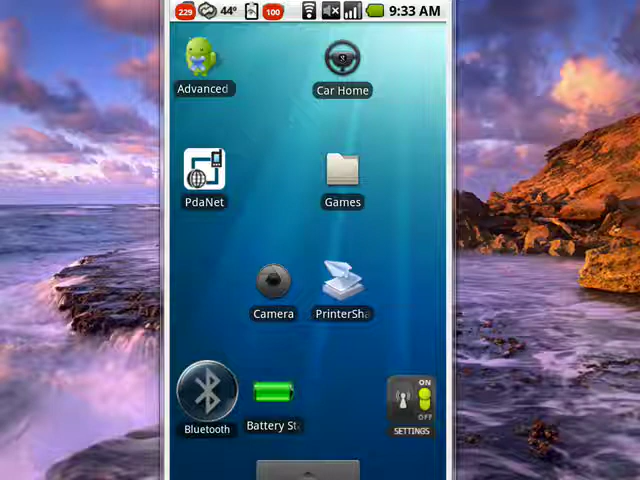 229 44° 100 9:33 AM
Advanced
Car Home
PdaNet
Games
Camera
PrinterSha
Bluetooth
Battery St
ON
OFF
SETTINGS